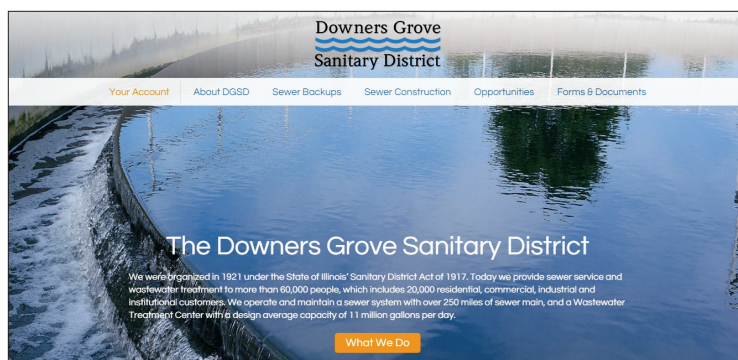 Downers Grove
Sanitary District
Your Account About DGSD Sewer Backups Sewer Construction Opportunities Forms & Documents
The Downers Grove Sanitary District
We were organized in 1921 under the State of Illinois' Sanitary District Act of 1917. Today we provide sewer service and
wastewater treatment to more than 60,000 people, which includes 20,000 residential, commercial, industrial and
institutional customers. We operate and maintain a sewer system with over 250 miles of sewer main, and a Wastewater
Treatment Center with a design average capacity of 11 million gallons per day.
What We Do